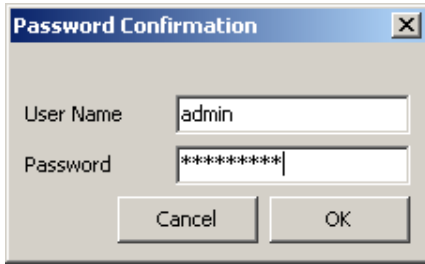 Password Confirmation
User Name admin
Password *********
Cancel OK